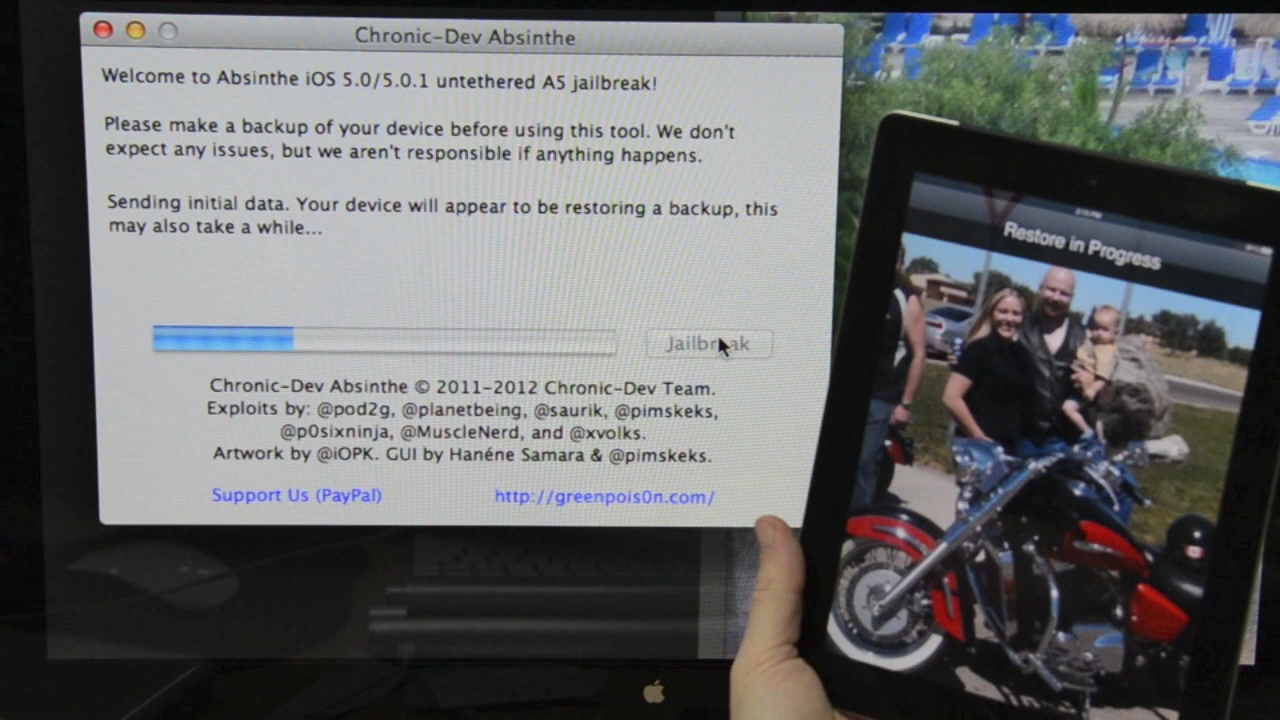 Chronic-Dev Absinthe
Welcome to Absinthe iOS 5.0/5.0.1 untethered A5 jailbreak!
Please make a backup of your device before using this tool. We don't
expect any issues, but we aren't responsible if anything happens.
Sending initial data. Your device will appear to be restoring a backup, this
may also take a while...
Jailbreak
Chronic-Dev Absinthe © 2011-2012 Chronic-Dev Team.
Exploits by: @pod2g, @planetbeing, @saurik, @pimskeks,
@p0sixninja, @MuscleNerd, and @xvolks.
Artwork by @iOPK. GUI by Hanéne Samara & @pimskeks.
Support Us (PayPal)
http://greenpois0n.com/
Restore in Progress